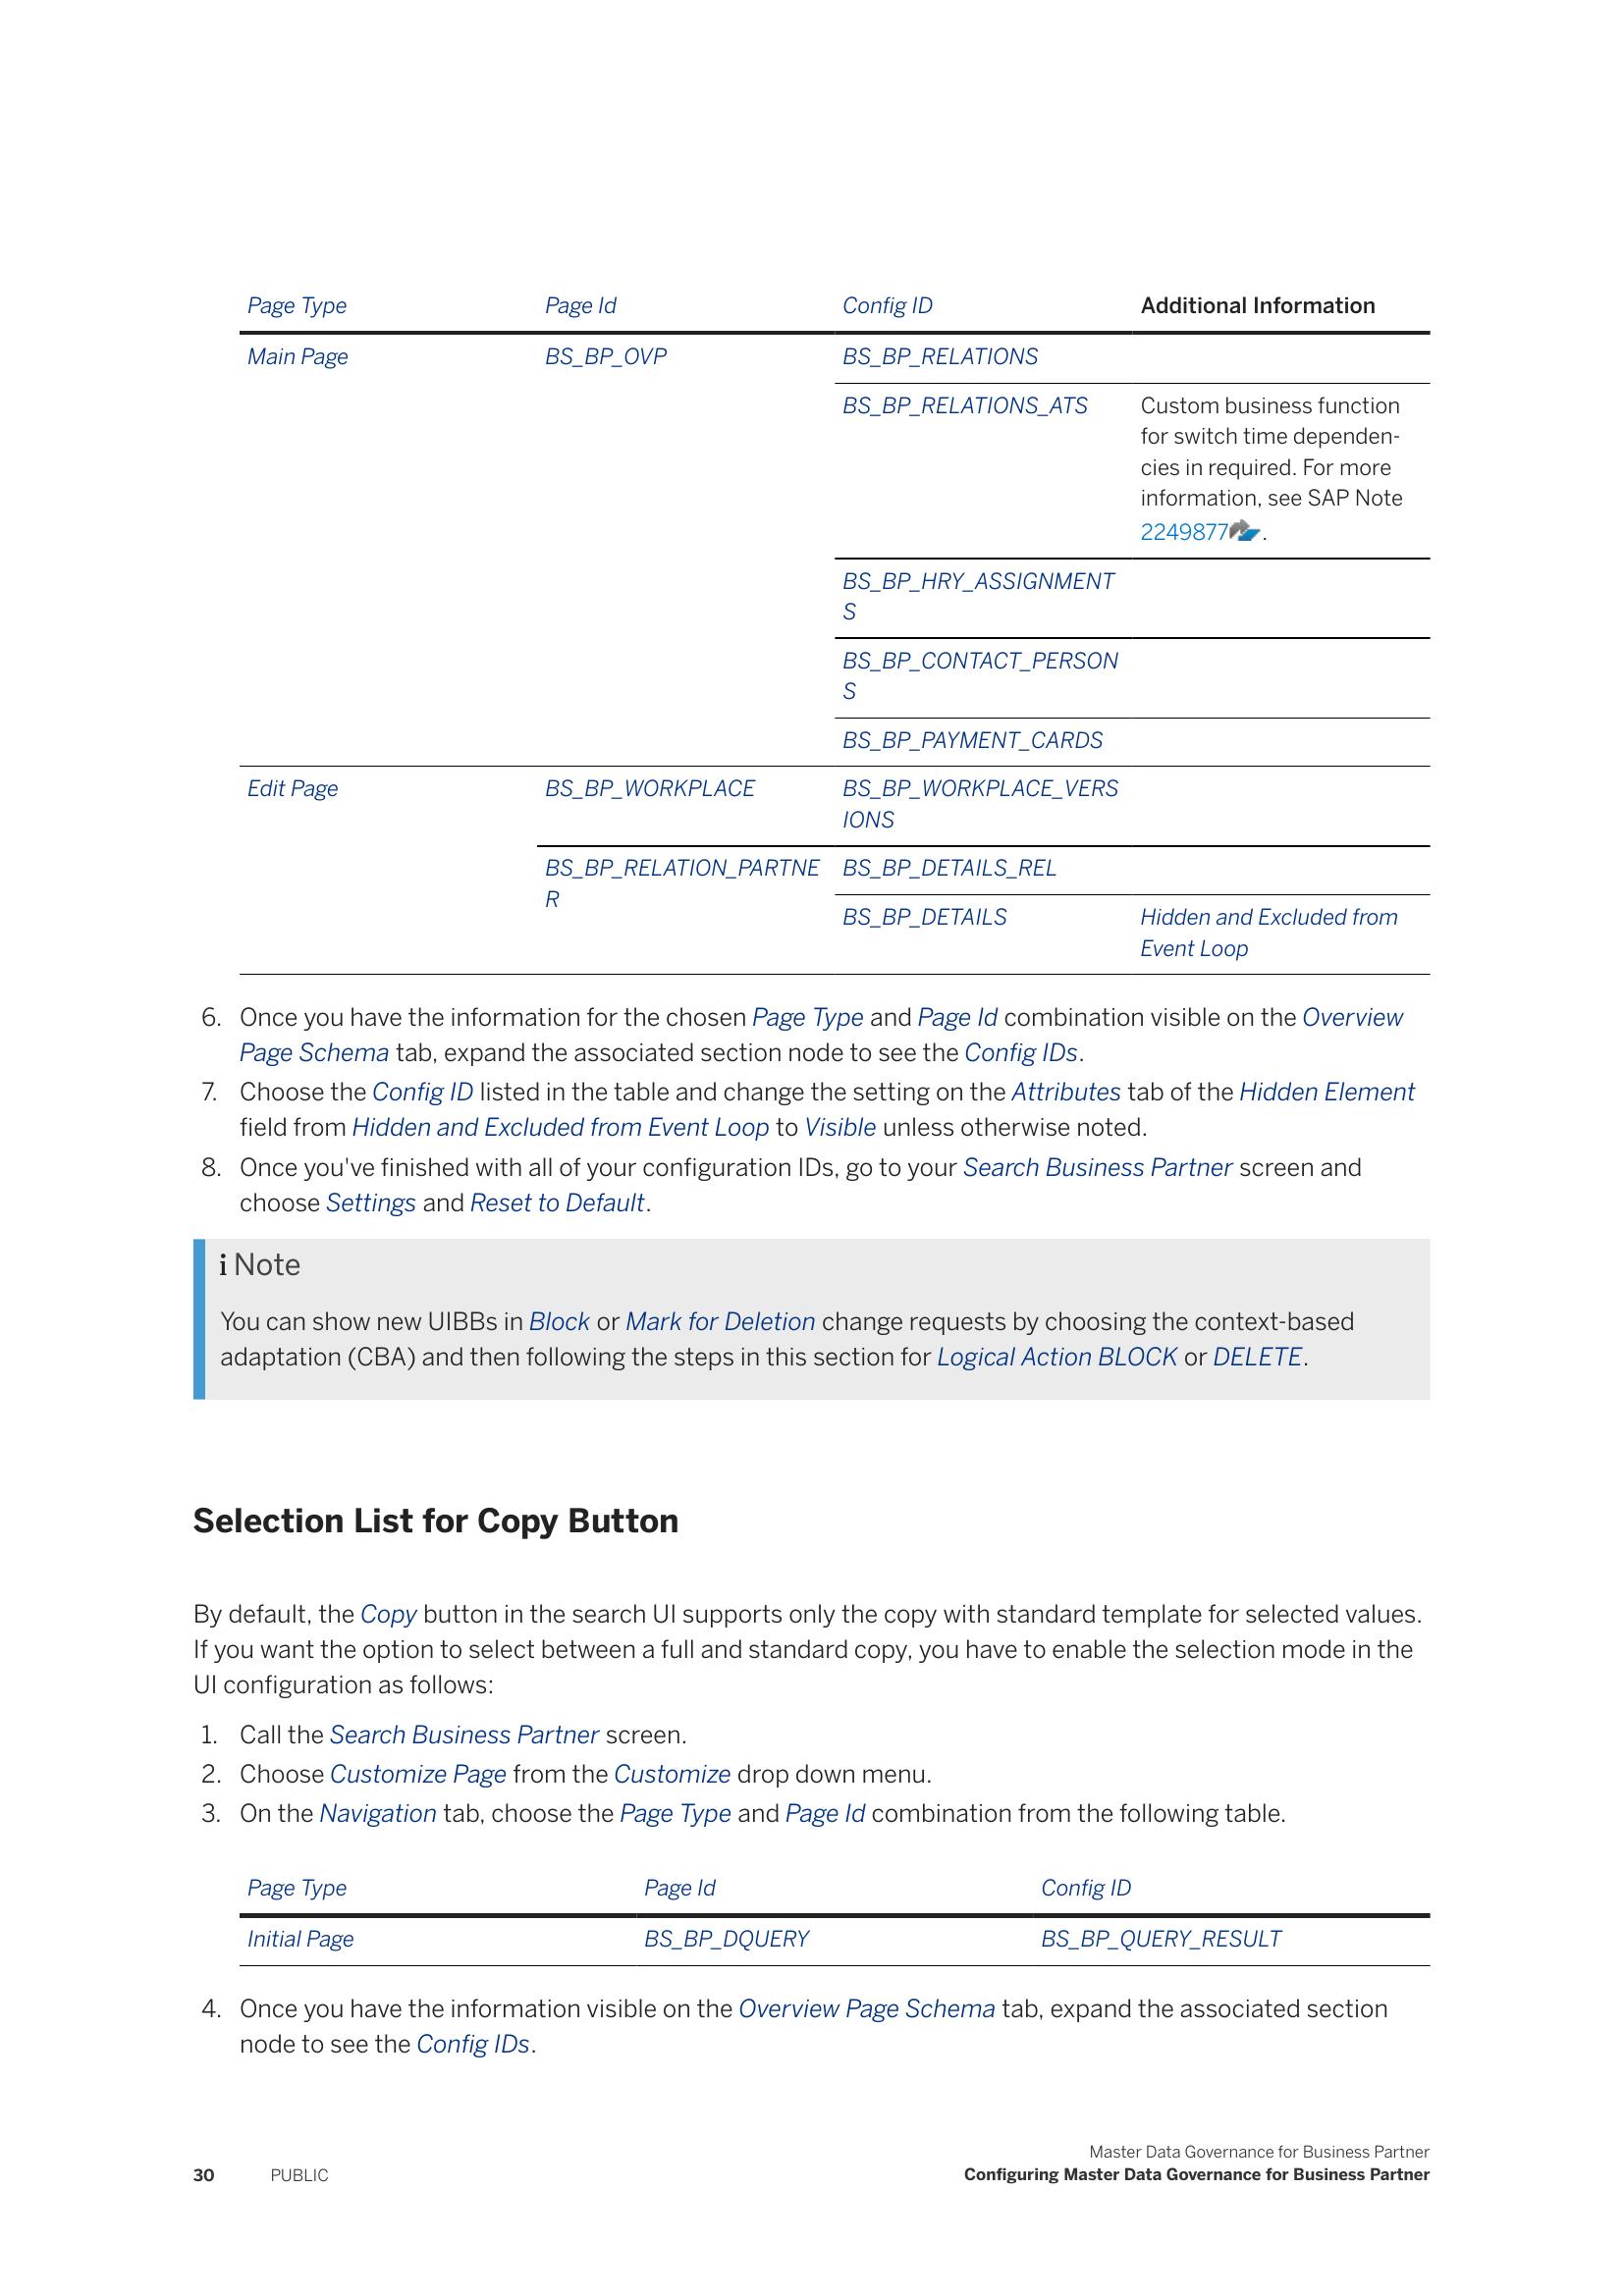 Page Type Page Id Config ID Additional Information
Main Page BS_BP_OVP BS_BP_RELATIONS
BS_BP_RELATIONS_ATS Custom business function
for switch time dependen-
cies in required. For more
information, see SAP Note
2249877.
BS_BP_HRY_ASSIGNMENT
S
BS_BP_CONTACT_PERSON
S
BS_BP_PAYMENT_CARDS
Edit Page BS_BP_WORKPLACE BS_BP_WORKPLACE_VERS
IONS
BS_BP_RELATION_PARTNE BS_BP_DETAILS_REL
R
BS_BP_DETAILS Hidden and Excluded from
Event Loop
6. Once you have the information for the chosen Page Type and Page Id combination visible on the Overview
Page Schema tab, expand the associated section node to see the Config IDs.
7. Choose the Config ID listed in the table and change the setting on the Attributes tab of the Hidden Element
field from Hidden and Excluded from Event Loop to Visible unless otherwise noted.
8. Once you've finished with all of your configuration IDs, go to your Search Business Partner screen and
choose Settings and Reset to Default.
i Note
You can show new UIBBs in Block or Mark for Deletion change requests by choosing the context-based
adaptation (CBA) and then following the steps in this section for Logical Action BLOCK or DELETE.
Selection List for Copy Button
By default, the Copy button in the search UI supports only the copy with standard template for selected values.
If you want the option to select between a full and standard copy, you have to enable the selection mode in the
UI configuration as follows:
1. Call the Search Business Partner screen.
2. Choose Customize Page from the Customize drop down menu.
3. On the Navigation tab, choose the Page Type and Page Id combination from the following table.
Page Type Page Id Config ID
Initial Page BS_BP_DQUERY BS_BP_QUERY_RESULT
4. Once you have the information visible on the Overview Page Schema tab, expand the associated section
node to see the Config IDs.
Master Data Governance for Business Partner
30 PUBLIC Configuring Master Data Governance for Business Partner